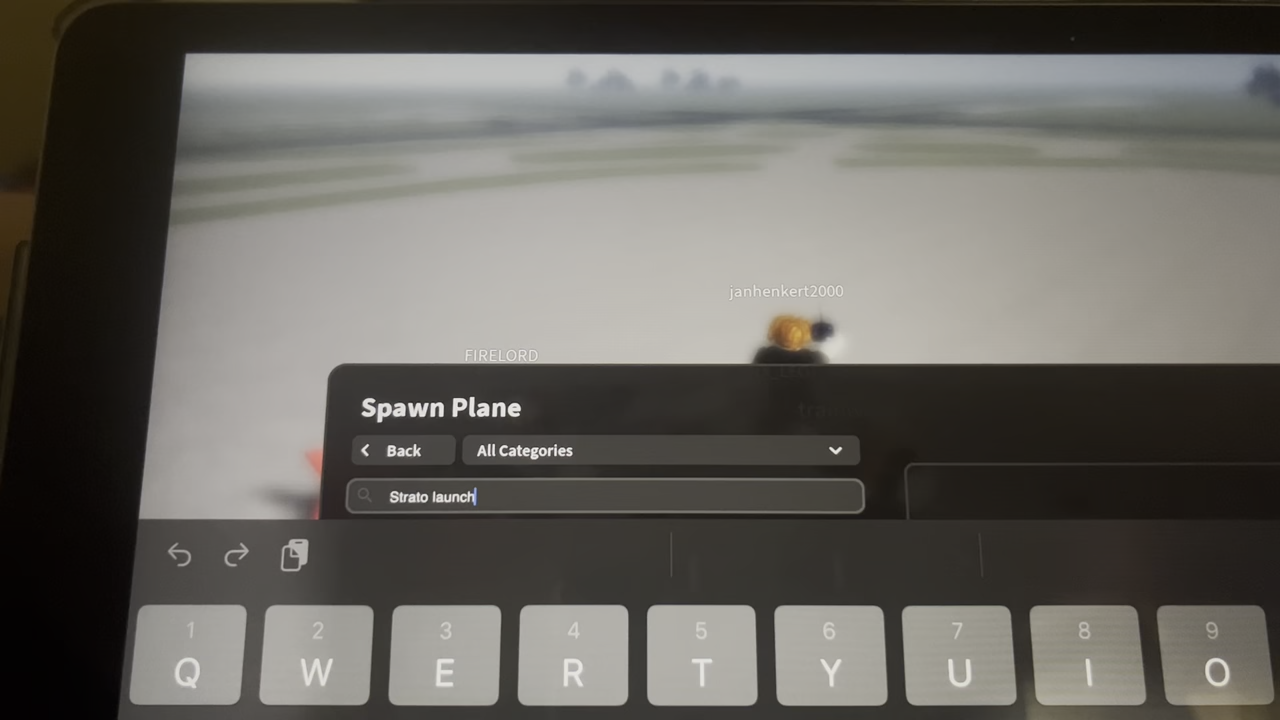 janhenkert2000
FIRELORD
Spawn Plane
Back
All Categories
Strato launch
1 2 3 4 5 6 7 8 9
Q W E R T Y U I O